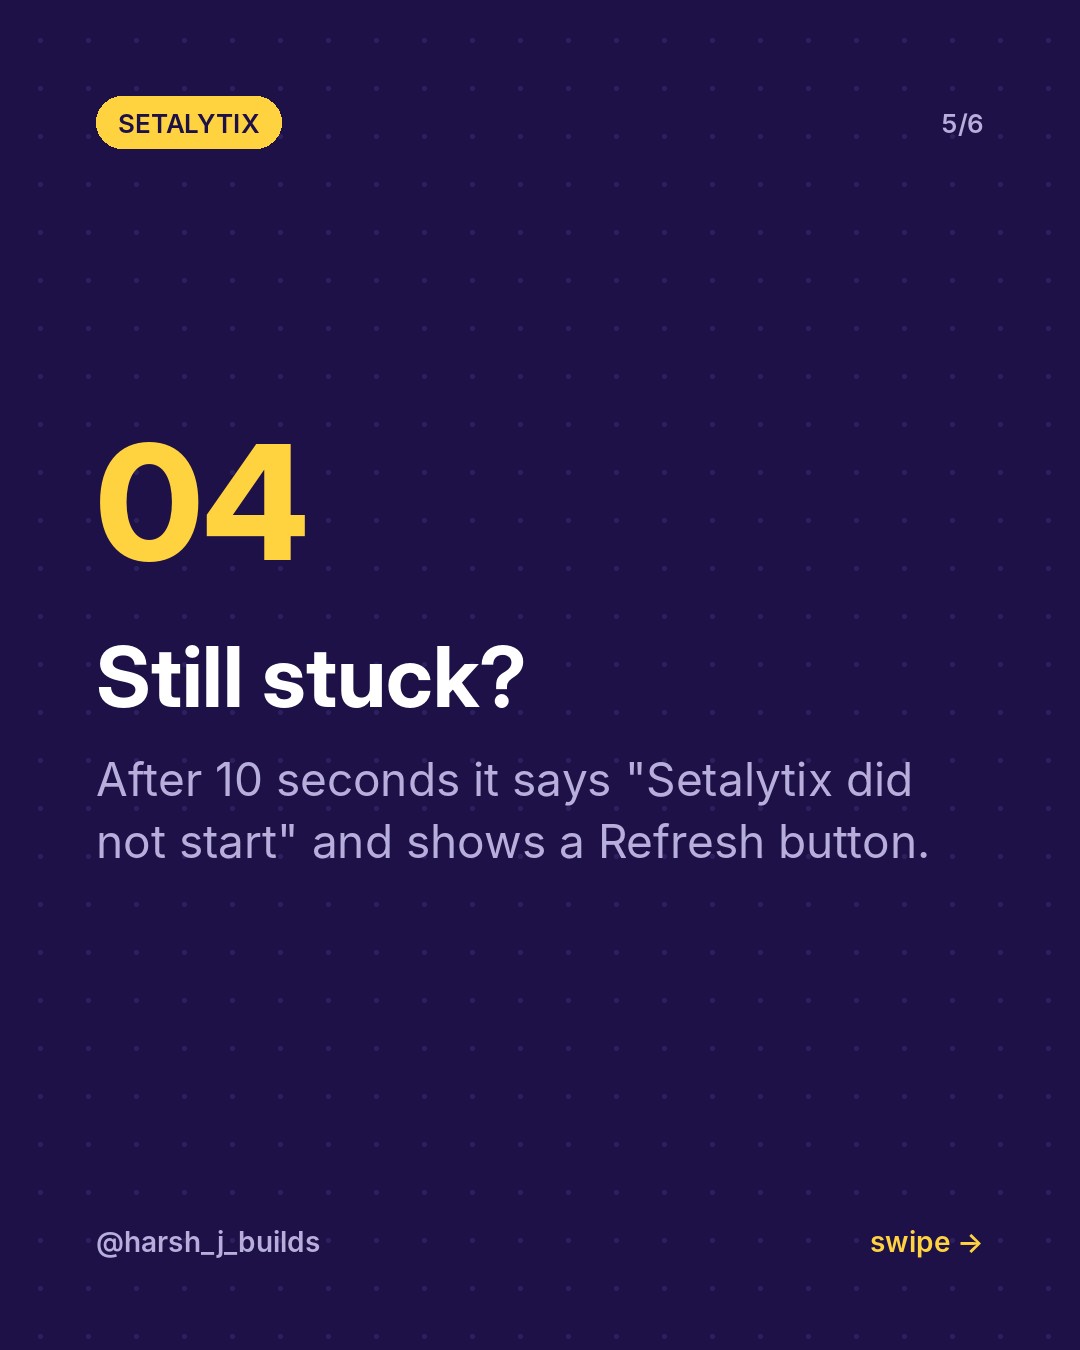 SETALYTIX
5/6
04
Still stuck?
After 10 seconds it says "Setalytix did
not start" and shows a Refresh button.
@harsh_j_builds
swipe →